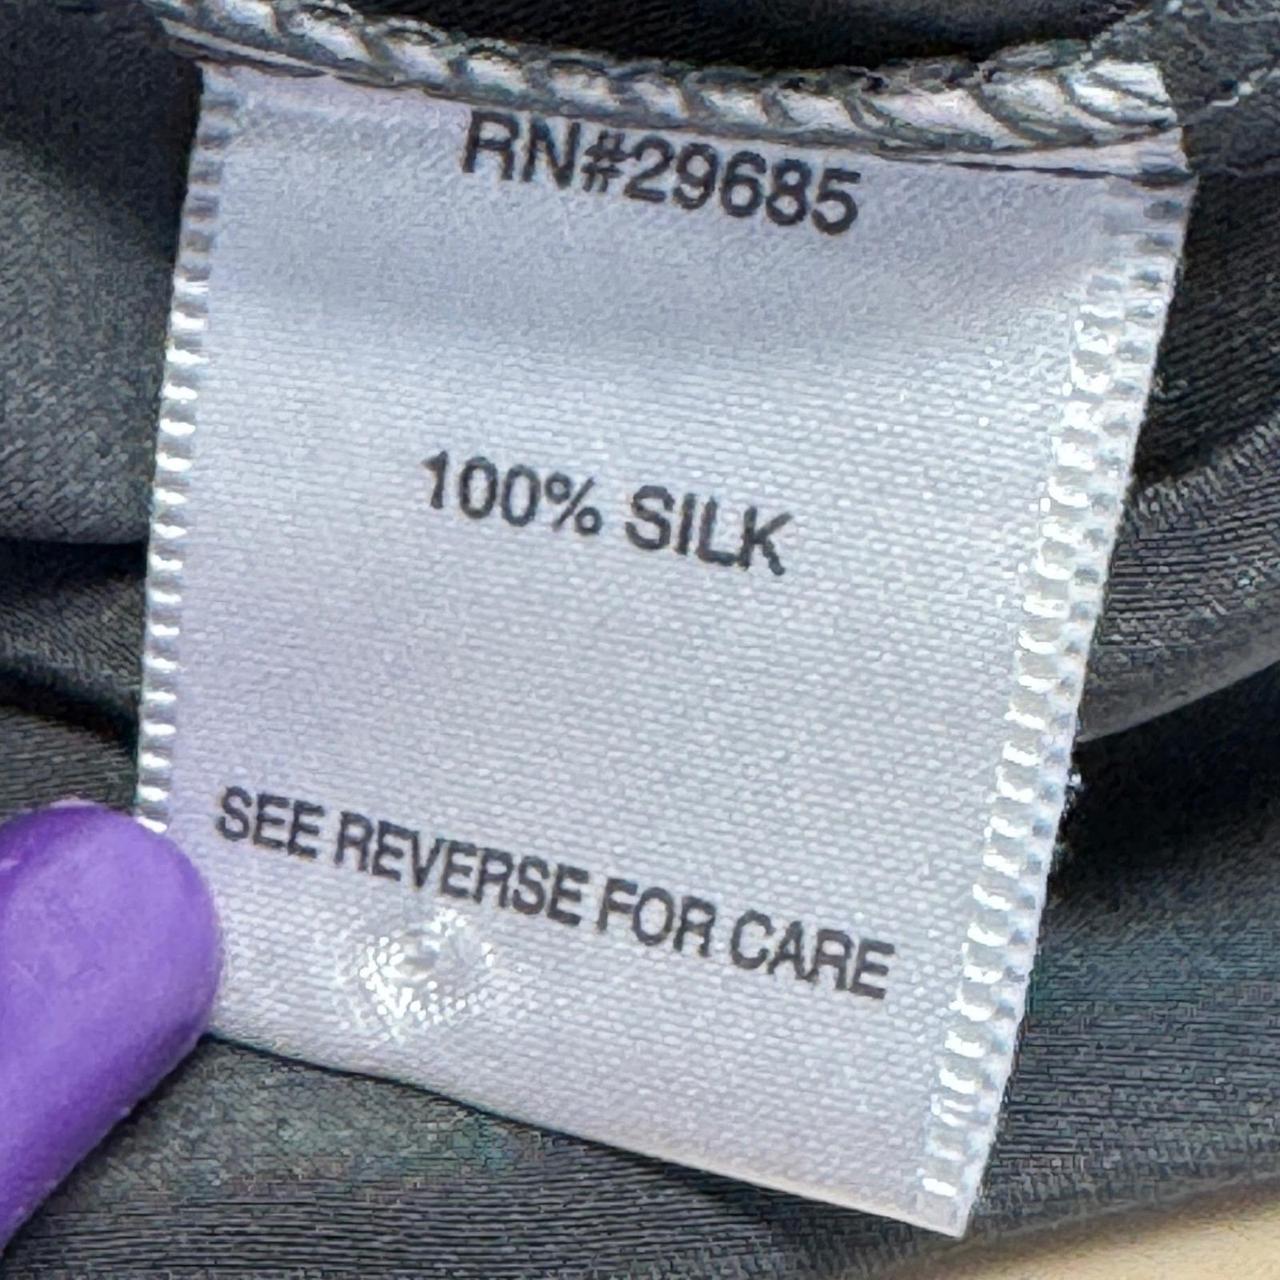 RN#29685
100% SILK
SEE REVERSE FOR CARE